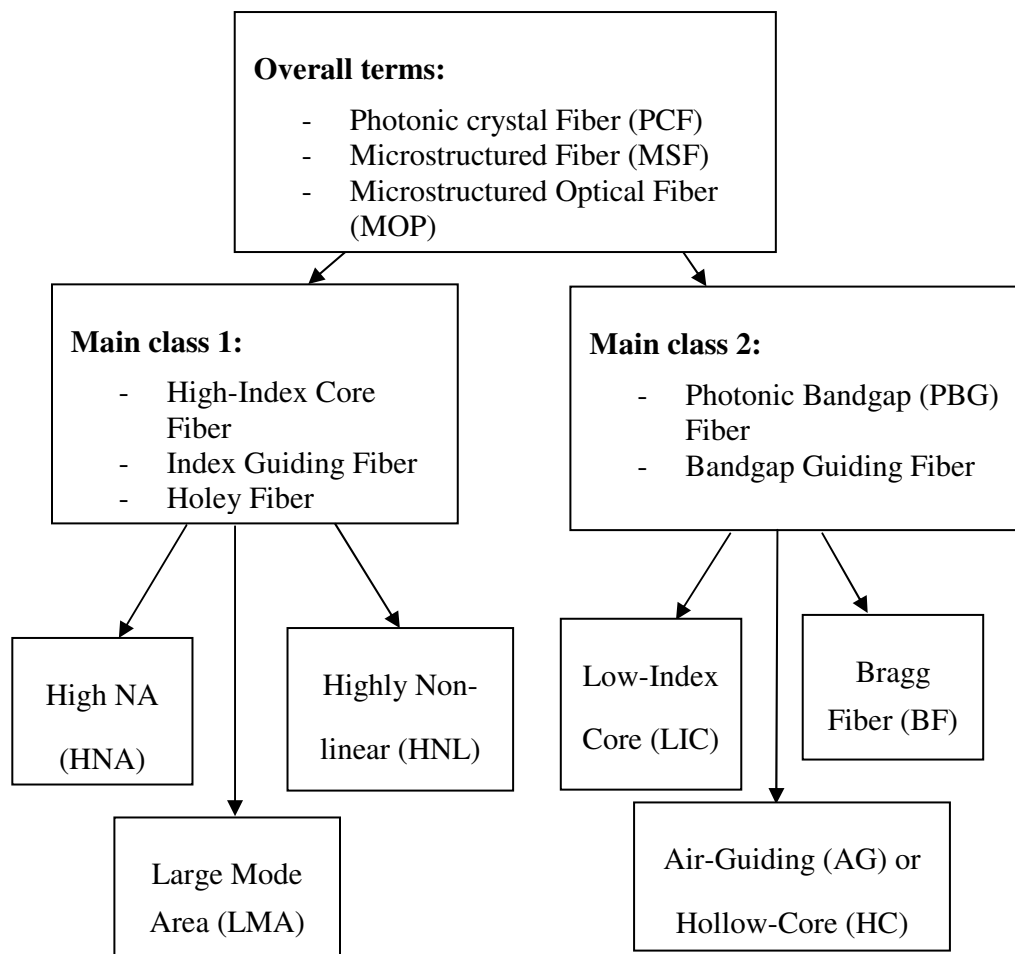 Overall terms:
- Photonic crystal Fiber (PCF)
- Microstructured Fiber (MSF)
- Microstructured Optical Fiber
(MOP)
Main class 1:
- High-Index Core
Fiber
- Index Guiding Fiber
- Holey Fiber
Main class 2:
- Photonic Bandgap (PBG)
Fiber
- Bandgap Guiding Fiber
High NA
(HNA)
Highly Non-
linear (HNL)
Low-Index
Core (LIC)
Bragg
Fiber (BF)
Large Mode
Area (LMA)
Air-Guiding (AG) or
Hollow-Core (HC)